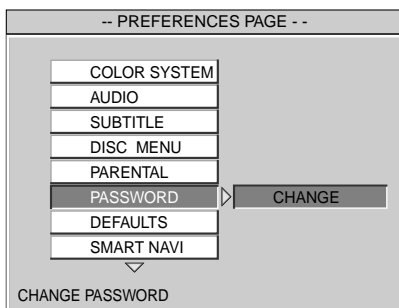 -- PREFERENCES PAGE - -
COLOR SYSTEM
AUDIO
SUBTITLE
DISC MENU
PARENTAL
PASSWORD CHANGE
DEFAULTS
SMART NAVI
CHANGE PASSWORD